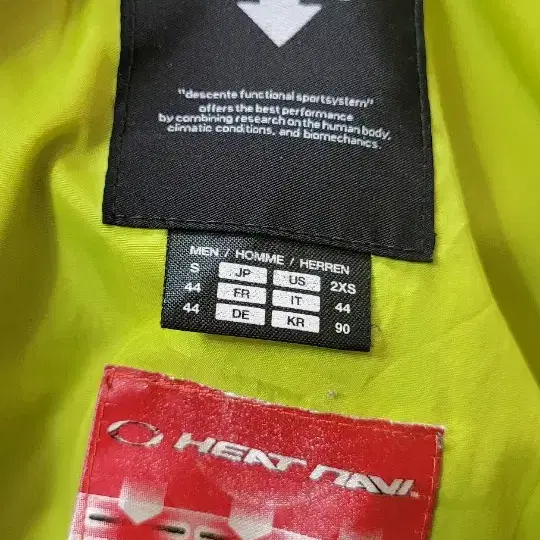 "descente functional sportsystem"
offers the best performance
by combining research on the human body,
climatic conditions, and biomechanics.
MEN / HOMME / HERREN
S JP US 2XS
44 FR IT 44
44 DE KR 90
HEAT NAVI